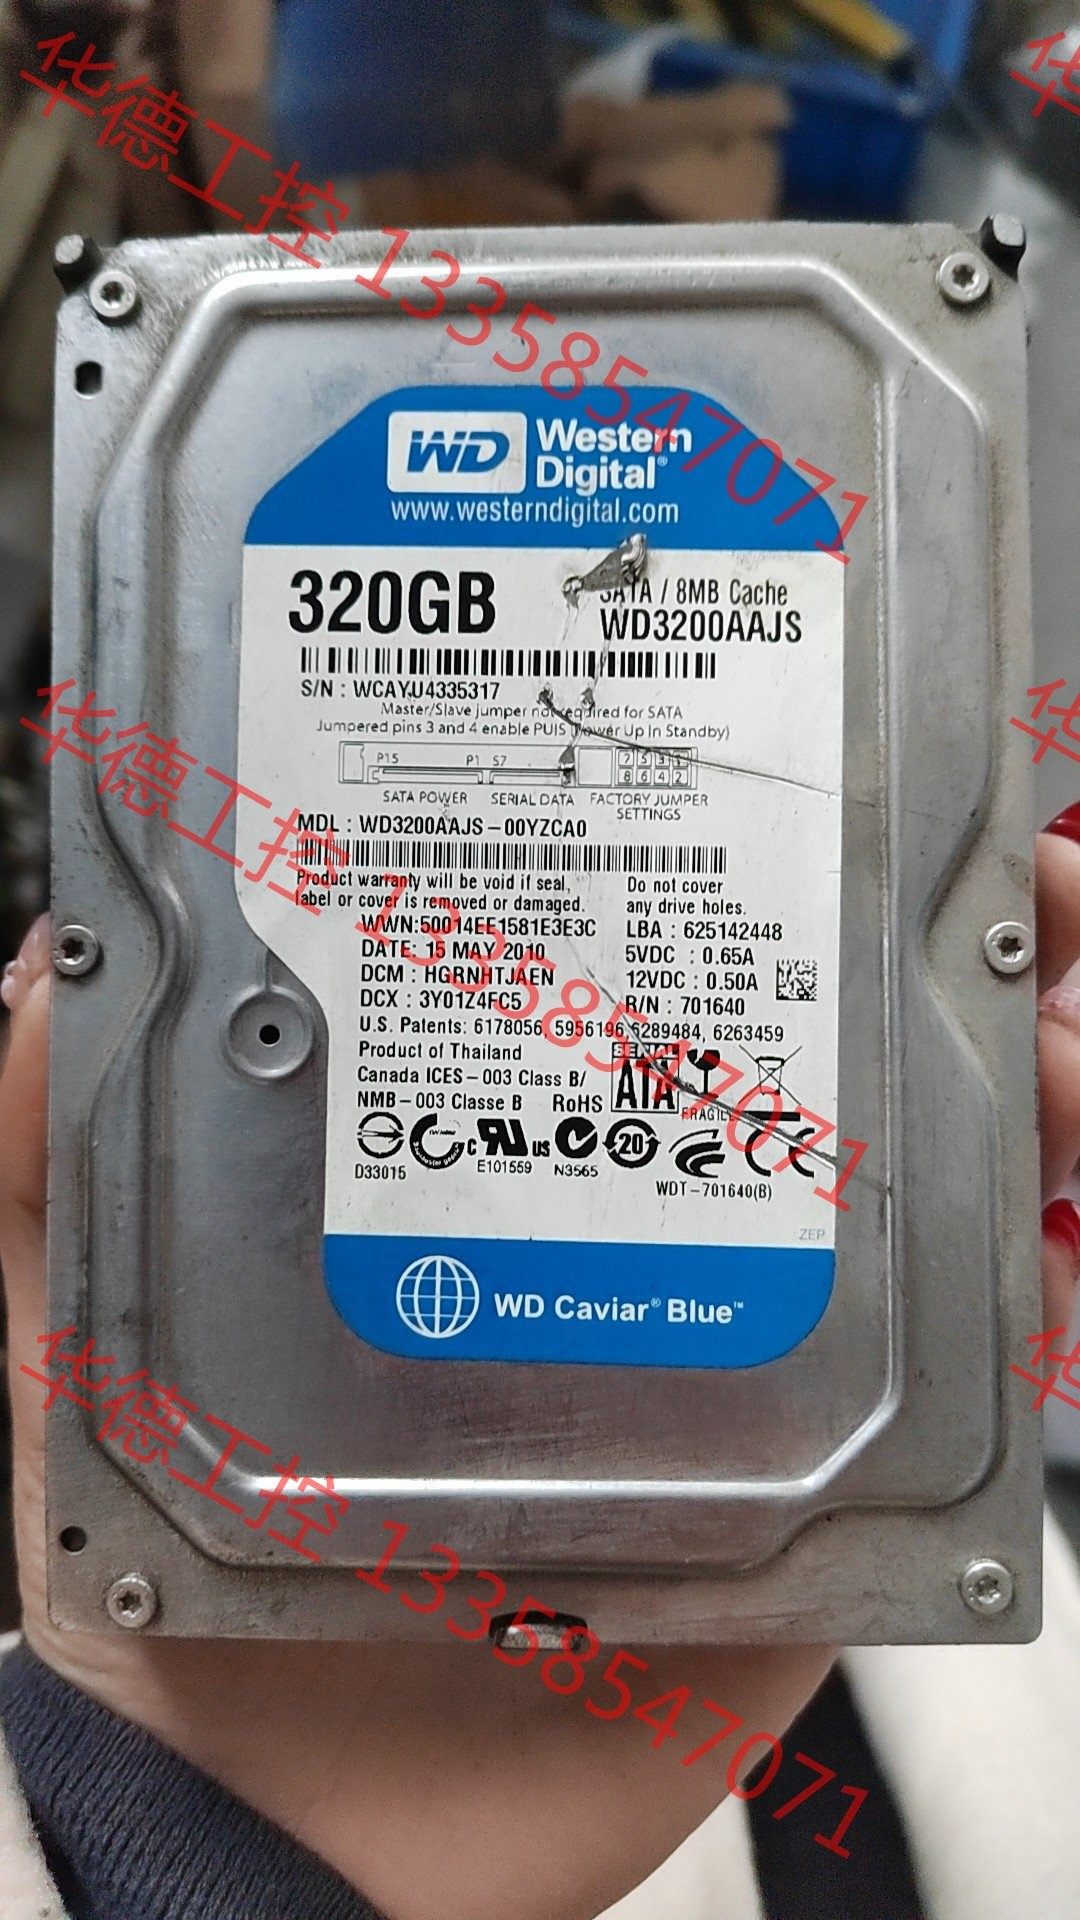 华德工控 13358547071
WD Western Digital®
www.westerndigital.com
320GB
SATA / 8MB Cache
WD3200AAJS
S/N : WCAYU4335317
Master/Slave jumper not required for SATA
Jumpered pins 3 and 4 enable PUIS (Power Up In Standby)
P15 P1 S7 7 5 3 1
8 6 4 2
SATA POWER SERIAL DATA FACTORY JUMPER SETTINGS
MDL : WD3200AAJS-00YZCA0
Product warranty will be void if seal,
label or cover is removed or damaged.
Do not cover
any drive holes.
WWN:50014EE1581E3E3C
DATE: 15 MAY 2010
DCM : HGRNHTJAEN
DCX : 3Y01Z4FC5
LBA : 625142448
5VDC : 0.65A
12VDC : 0.50A
R/N : 701640
U.S. Patents: 6178056, 5956196, 6289484, 6263459
Product of Thailand
Canada ICES-003 Class B/
NMB-003 Classe B RoHS
SERIAL
ATA
FRAGILE
D33015
c US
E101559
N3565
20
CE
WDT-701640(B)
ZEP
WD Caviar® Blue™
华德工控 13358547071
华德工控 13358547071
华
华
华